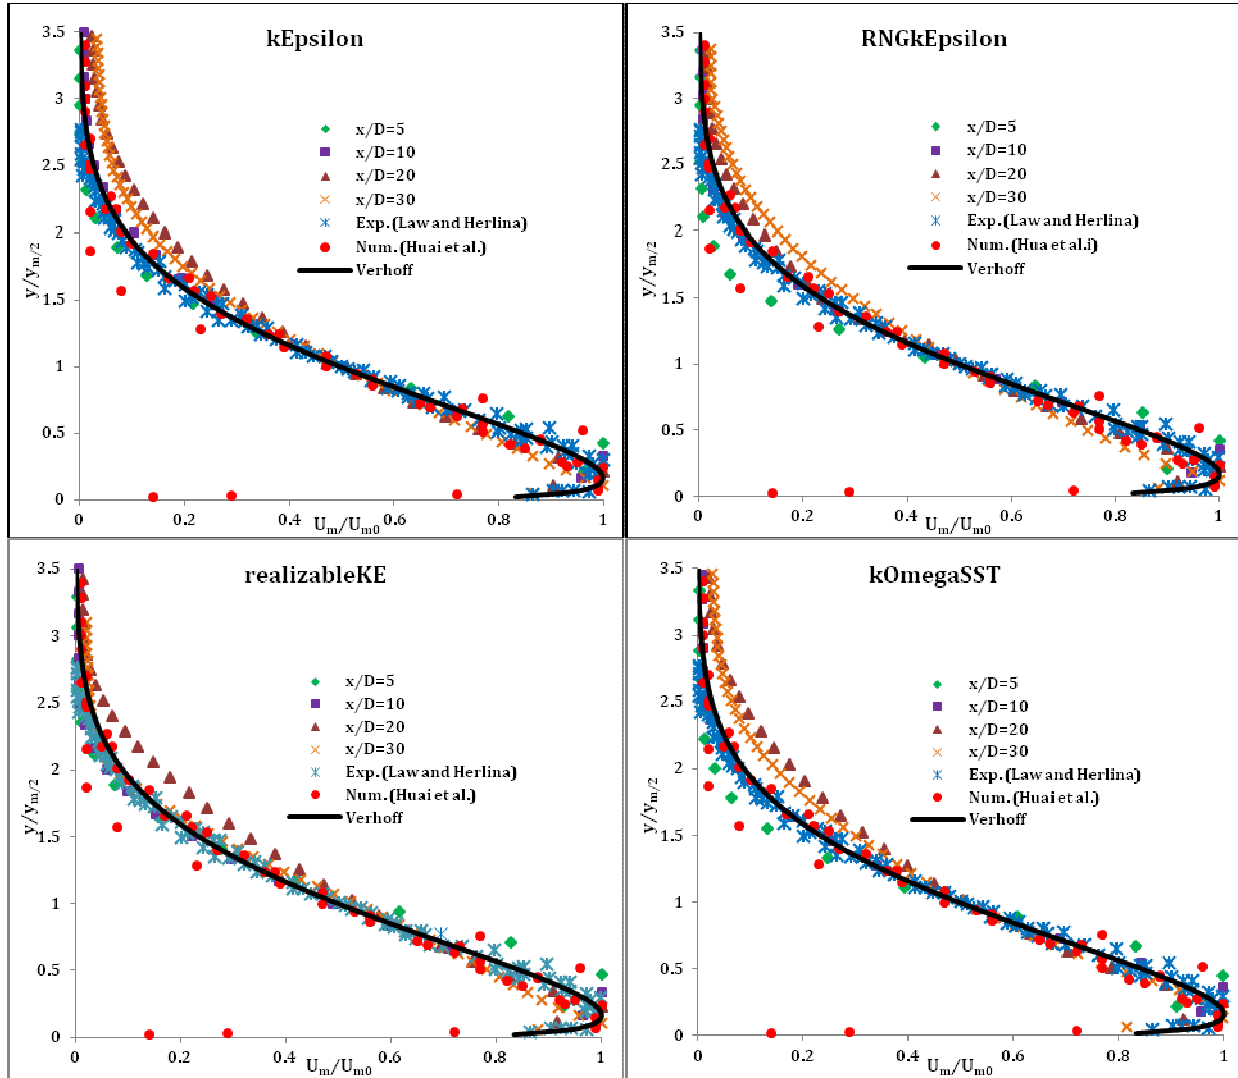 kEpsilon
3.5
3
2.5
2
1.5
1
0.5
0
y/ym/2
x/D=5
x/D=10
x/D=20
x/D=30
Exp.(Law and Herlina)
Num.(Huai et al.)
Verhoff
0
0.2
0.4
0.6
0.8
1
Um/Um0
RNGkEpsilon
3.5
3
2.5
2
1.5
1
0.5
0
y/ym/2
x/D=5
x/D=10
x/D=20
x/D=30
Exp.(Law and Herlina)
Num.(Hua et al.i)
Verhoff
0
0.2
0.4
0.6
0.8
1
Um/Um0
realizableKE
3.5
3
2.5
2
1.5
1
0.5
0
y/ym/2
x/D=5
x/D=10
x/D=20
x/D=30
Exp.(Law and Herlina)
Num.(Huai et al.)
Verhoff
0
0.2
0.4
0.6
0.8
1
Um/Um0
kOmegaSST
3.5
3
2.5
2
1.5
1
0.5
0
y/ym/2
x/D=5
x/D=10
x/D=20
x/D=30
Exp.(Law and Herlina)
Num.(Huai et al.)
Verhoff
0
0.2
0.4
0.6
0.8
1
Um/Um0